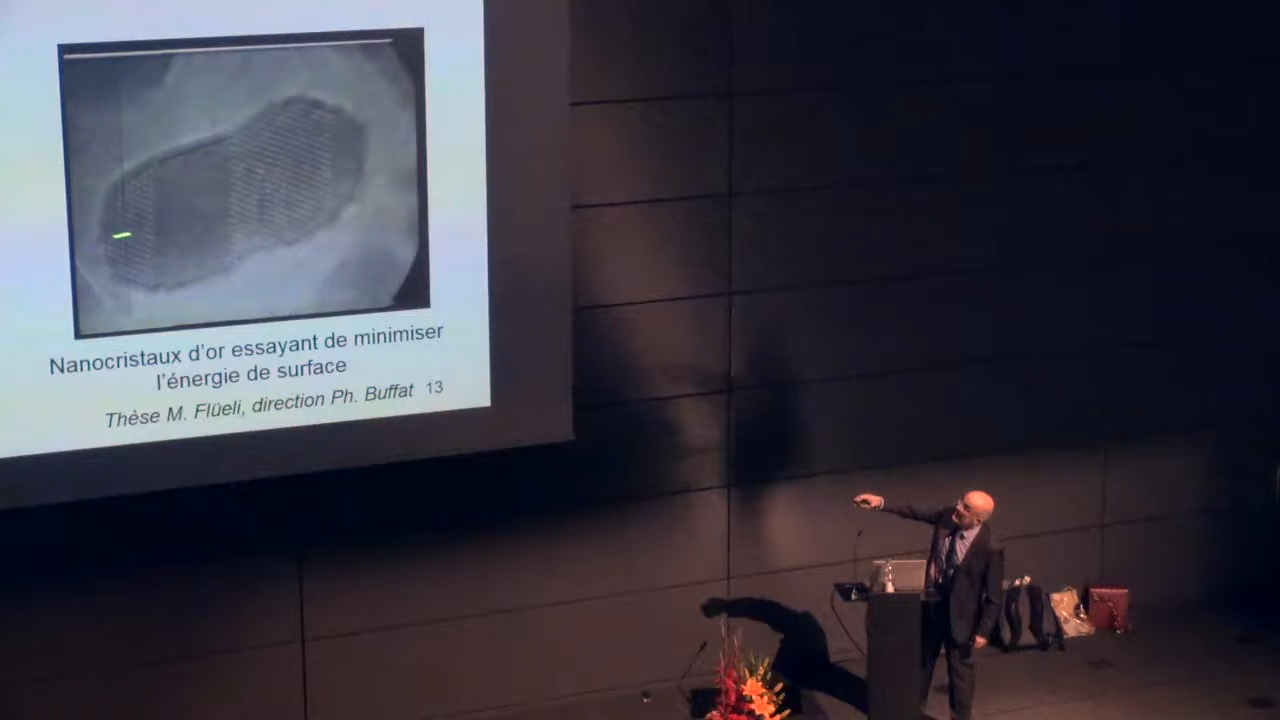 Nanocristaux d'or essayant de minimiser
l'énergie de surface
Thèse M. Flüeli, direction Ph. Buffat 13